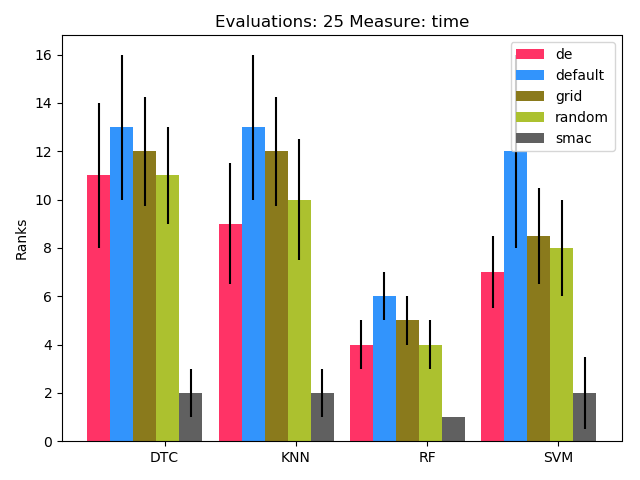 Evaluations: 25 Measure: time
de
default
grid
random
smac
Ranks
16
14
12
10
8
6
4
2
0
DTC
KNN
RF
SVM